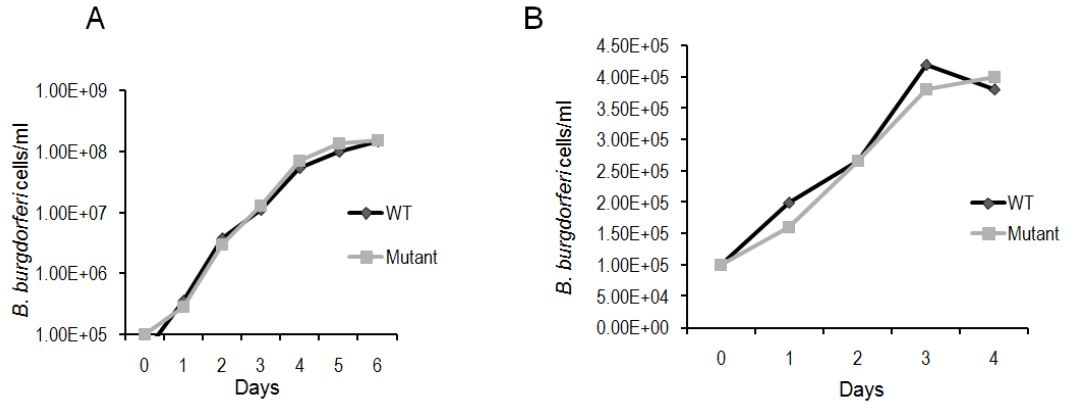 A
B. burgdorferi cells/ml
1.00E+09
1.00E+08
1.00E+07
1.00E+06
1.00E+05
0 1 2 3 4 5 6
Days
WT
Mutant
B
B. burgdorferi cells/ml
4.50E+05
4.00E+05
3.50E+05
3.00E+05
2.50E+05
2.00E+05
1.50E+05
1.00E+05
5.00E+04
0.00E+00
0 1 2 3 4
Days
WT
Mutant